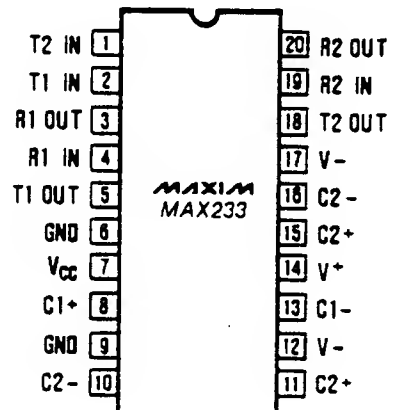 T2 IN 1
T1 IN 2
R1 OUT 3
R1 IN 4
T1 OUT 5
GND 6
VCC 7
C1+ 8
GND 9
C2- 10
MAXIM
MAX233
20 R2 OUT
19 R2 IN
18 T2 OUT
17 V-
16 C2-
15 C2+
14 V+
13 C1-
12 V-
11 C2+